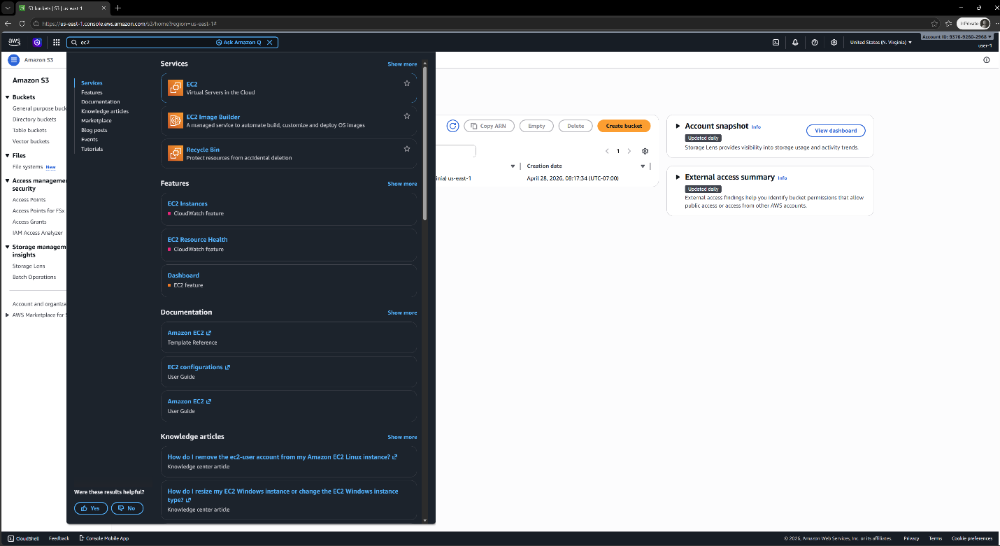 S3 buckets | S3 | us-east-1
https://us-east-1.console.aws.amazon.com/s3/home?region=us-east-1#
InPrivate
aws
ec2
Ask Amazon Q
United States (N. Virginia)
Account ID: 9376-9260-2968
user-1
Amazon S3
Amazon S3
Buckets
General purpose buck
Directory buckets
Table buckets
Vector buckets
Files
File systems New
Access managemen
security
Access Points
Access Points for FSx
Access Grants
IAM Access Analyzer
Storage managem
insights
Storage Lens
Batch Operations
Account and organiza
AWS Marketplace for S
Services
Features
Documentation
Knowledge articles
Marketplace
Blog posts
Events
Tutorials
Were these results helpful?
Yes
No
Services
Show more
EC2
Virtual Servers in the Cloud
EC2 Image Builder
A managed service to automate build, customize and deploy OS images
Recycle Bin
Protect resources from accidental deletion
Features
Show more
EC2 Instances
CloudWatch feature
EC2 Resource Health
CloudWatch feature
Dashboard
EC2 feature
Documentation
Show more
Amazon EC2
Template Reference
EC2 configurations
User Guide
Amazon EC2
User Guide
Knowledge articles
Show more
How do I remove the ec2-user account from my Amazon EC2 Linux instance?
Knowledge center article
How do I resize my EC2 Windows instance or change the EC2 Windows instance
type?
Knowledge center article
Copy ARN
Empty
Delete
Create bucket
1
Creation date
inia) us-east-1
April 28, 2026, 08:17:34 (UTC-07:00)
Account snapshot Info
View dashboard
Updated daily
Storage Lens provides visibility into storage usage and activity trends.
External access summary Info
Updated daily
External access findings help you identify bucket permissions that allow
public access or access from other AWS accounts.
CloudShell
Feedback
Console Mobile App
© 2026, Amazon Web Services, Inc. or its affiliates.
Privacy
Terms
Cookie preferences